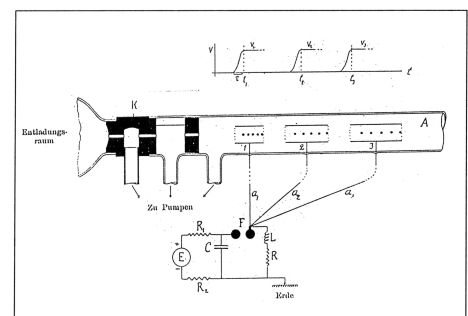 V V₁ V₂ V₃
τ t₁ t₂ t₃ t
K
Entladungs-
raum
A
1 2 3
Zu Pumpen
a₁ a₂ a₃
F
R₁
+
E
−
C
L
R
R₂
Erde